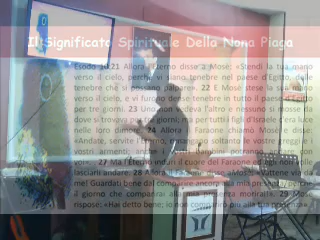 Il Significato Spirituale Della Nona Piaga
Esodo 10:21 Allora l'Eterno disse a Mosè: «Stendi la tua mano
verso il cielo, perché vi siano tenebre nel paese d'Egitto, delle
tenebre che si possano palpare». 22 E Mosè stese la sua mano
verso il cielo, e vi furono dense tenebre in tutto il paese d'Egitto
per tre giorni. 23 Uno non vedeva l'altro e nessuno si mosse da
dove si trovava per tre giorni; ma per tutti i figli d'Israele c'era luce
nelle loro dimore. 24 Allora il Faraone chiamò Mosè e disse:
«Andate, servite l'Eterno, rimangano soltanto i vostri greggi e i
vostri armenti; anche i vostri bambini potranno andare con
voi». 27 Ma l'Eterno indurì il cuore del Faraone ed egli non volle
lasciarli andare. 28 Allora il Faraone disse a Mosè: «Vattene via da
me! Guardati bene dal comparire ancora alla mia presenza, perché
il giorno che comparirai alla mia presenza morirai!». 29 Mosè
rispose: «Hai detto bene; io non comparirò più alla tua presenza».